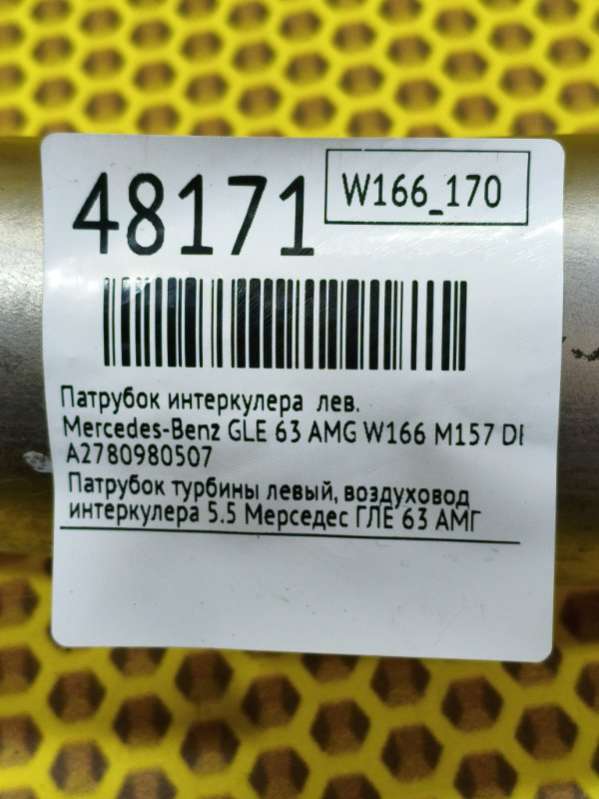 48171
W166_170
Патрубок интеркулера лев.
Mercedes-Benz GLE 63 AMG W166 M157 DI
A2780980507
Патрубок турбины левый, воздуховод
интеркулера 5.5 Мерседес ГЛЕ 63 АМГ